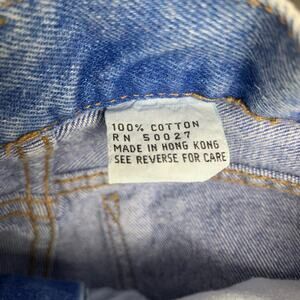 100% COTTON
RN 50027
MADE IN HONG KONG
SEE REVERSE FOR CARE